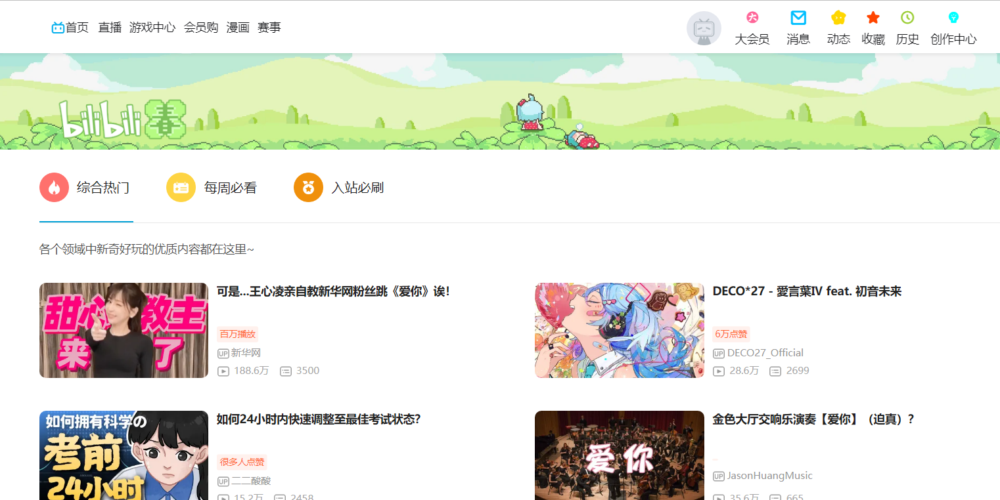 首页 直播 游戏中心 会员购 漫画 赛事
大 大会员 消息 动态 收藏 历史 创作中心
bilibili 春
综合热门 每周必看 入站必刷
各个领域中新奇好玩的优质内容都在这里~
甜心教主
来了
可是...王心凌亲自教新华网粉丝跳《爱你》诶！
百万播放
UP 新华网
188.6万 3500
DECO*27 - 愛言葉IV feat. 初音未来
6万点赞
UP DECO27_Official
28.6万 2699
如何拥有科学の
考前
24小时
如何24小时内快速调整至最佳考试状态？
很多人点赞
UP 二二酸酸
15.2万 2458
爱你
金色大厅交响乐演奏【爱你】（迫真）？
UP JasonHuangMusic
35.6万 665